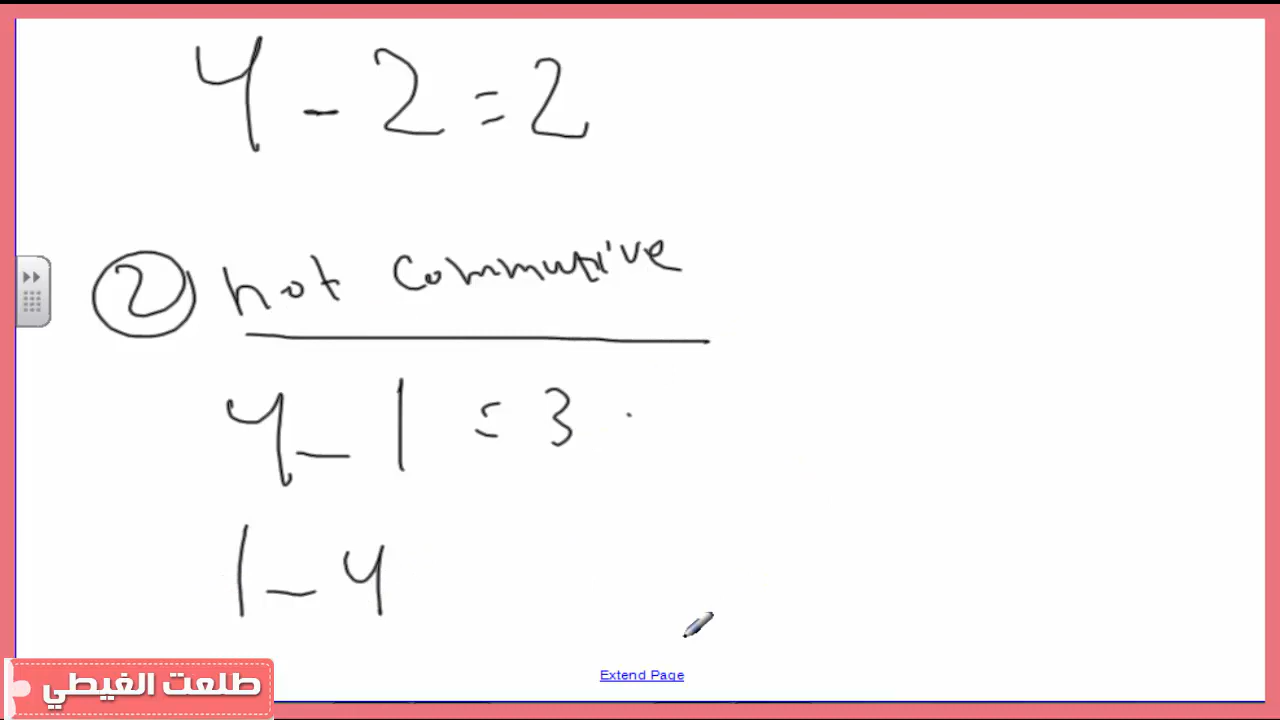 4 - 2 = 2
2 not commutive
4 - 1 = 3
1 - 4
Extend Page
طلعت الغيطي